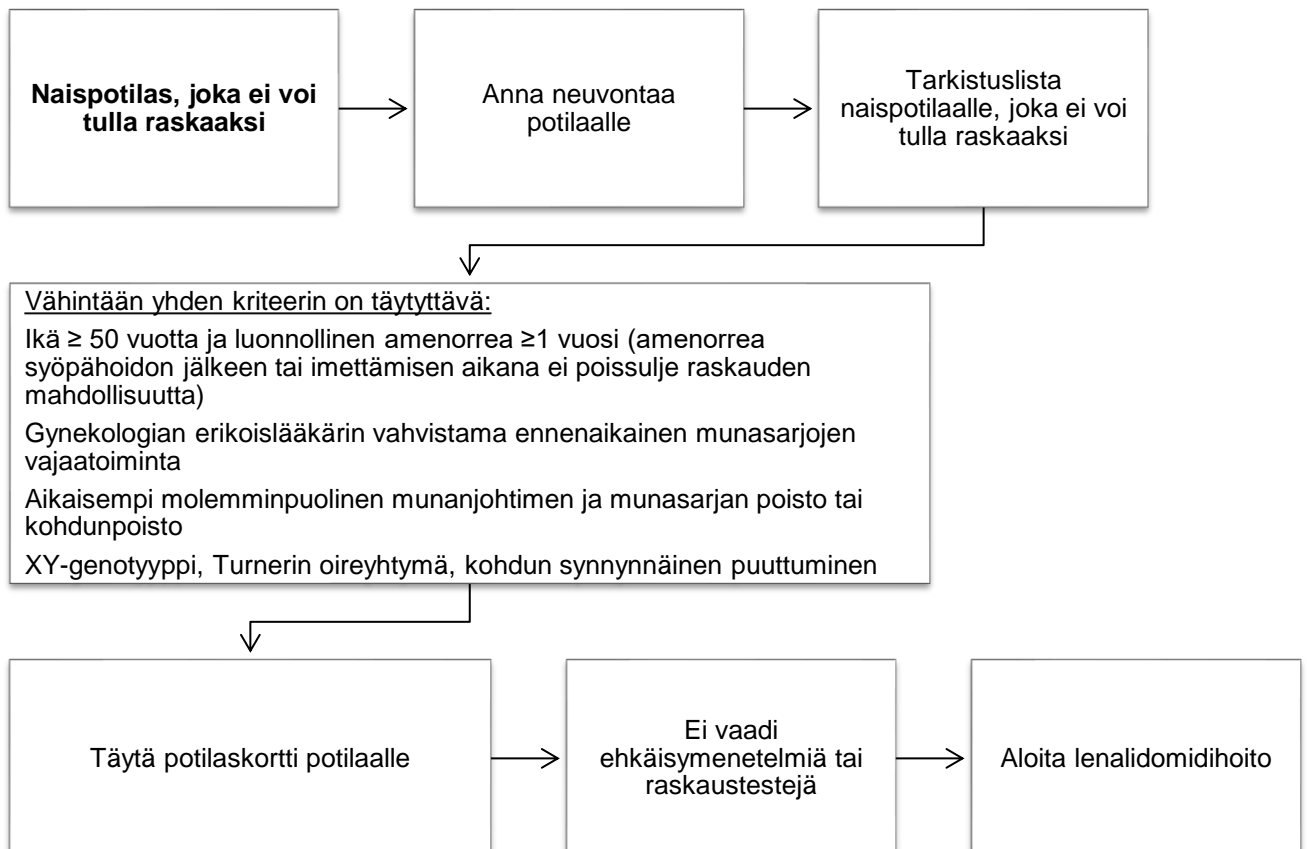 Naispotilas, joka ei voi
tulla raskaaksi
Anna neuvontaa
potilaalle
Tarkistuslista
naispotilaalle, joka ei voi
tulla raskaaksi
Vähintään yhden kriteerin on täytyttävä:
Ikä ≥ 50 vuotta ja luonnollinen amenorrea ≥1 vuosi (amenorrea
syöpähoidon jälkeen tai imettämisen aikana ei poissulje raskauden
mahdollisuutta)
Gynekologian erikoislääkärin vahvistama ennenaikainen munasarjojen
vajaatoiminta
Aikaisempi molemminpuolinen munanjohtimen ja munasarjan poisto tai
kohdunpoisto
XY-genotyyppi, Turnerin oireyhtymä, kohdun synnynnäinen puuttuminen
Täytä potilaskortti potilaalle
Ei vaadi
ehkäisymenetelmiä tai
raskaustestejä
Aloita lenalidomidihoito